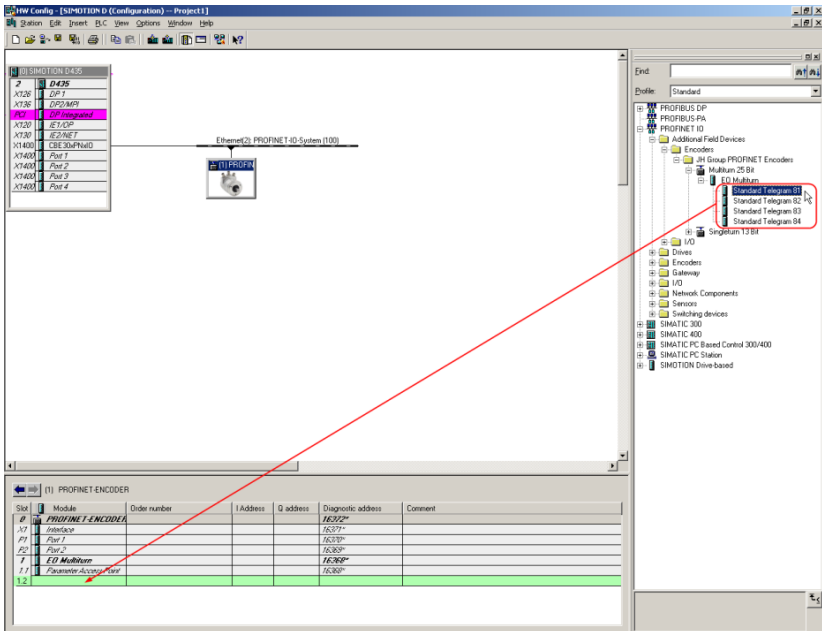 HW Config - [SIMOTION D (Configuration) -- Project1]
Station Edit Insert PLC View Options Window Help
(0) SIMOTION D435
2 D435
X126 DP 1
X136 DP2/MPI
PCI DP Integrated
X120 IE1/OP
X130 IE2/NET
X1400 CBE30xPNxIO
X1400 Port 1
X1400 Port 2
X1400 Port 3
X1400 Port 4
Ethernet(2): PROFINET-IO-System (100)
(1) PROFIN
Find:
Profile: Standard
PROFIBUS DP
PROFIBUS-PA
PROFINET IO
Additional Field Devices
Encoders
JH Group PROFINET Encoders
Multiturn 25 Bit
EO Multiturn
Standard Telegram 81
Standard Telegram 82
Standard Telegram 83
Standard Telegram 84
Singleturn 13 Bit
I/O
Drives
Encoders
Gateway
I/O
Network Components
Sensors
Switching devices
SIMATIC 300
SIMATIC 400
SIMATIC PC Based Control 300/400
SIMATIC PC Station
SIMOTION Drive-based
(1) PROFINET-ENCODER
Slot Module Order number I Address Q address Diagnostic address Comment
0 PROFINET-ENCODER 16372*
X1 Interface 16371*
P1 Port 1 16370*
P2 Port 2 16369*
1 EO Multiturn 16368*
1.1 Parameter Access Point 16368*
1.2